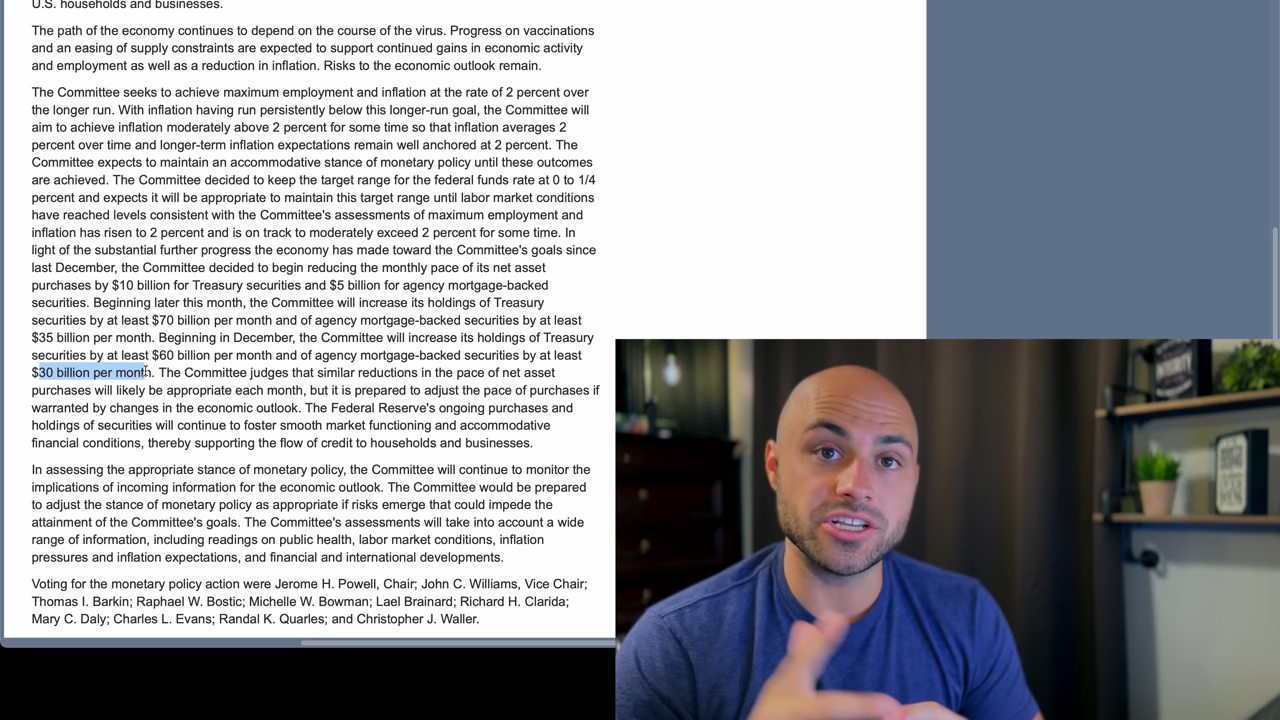 U.S. households and businesses.
The path of the economy continues to depend on the course of the virus. Progress on vaccinations
and an easing of supply constraints are expected to support continued gains in economic activity
and employment as well as a reduction in inflation. Risks to the economic outlook remain.
The Committee seeks to achieve maximum employment and inflation at the rate of 2 percent over
the longer run. With inflation having run persistently below this longer-run goal, the Committee will
aim to achieve inflation moderately above 2 percent for some time so that inflation averages 2
percent over time and longer-term inflation expectations remain well anchored at 2 percent. The
Committee expects to maintain an accommodative stance of monetary policy until these outcomes
are achieved. The Committee decided to keep the target range for the federal funds rate at 0 to 1/4
percent and expects it will be appropriate to maintain this target range until labor market conditions
have reached levels consistent with the Committee's assessments of maximum employment and
inflation has risen to 2 percent and is on track to moderately exceed 2 percent for some time. In
light of the substantial further progress the economy has made toward the Committee's goals since
last December, the Committee decided to begin reducing the monthly pace of its net asset
purchases by $10 billion for Treasury securities and $5 billion for agency mortgage-backed
securities. Beginning later this month, the Committee will increase its holdings of Treasury
securities by at least $70 billion per month and of agency mortgage-backed securities by at least
$35 billion per month. Beginning in December, the Committee will increase its holdings of Treasury
securities by at least $60 billion per month and of agency mortgage-backed securities by at least
$30 billion per month. The Committee judges that similar reductions in the pace of net asset
purchases will likely be appropriate each month, but it is prepared to adjust the pace of purchases if
warranted by changes in the economic outlook. The Federal Reserve's ongoing purchases and
holdings of securities will continue to foster smooth market functioning and accommodative
financial conditions, thereby supporting the flow of credit to households and businesses.
In assessing the appropriate stance of monetary policy, the Committee will continue to monitor the
implications of incoming information for the economic outlook. The Committee would be prepared
to adjust the stance of monetary policy as appropriate if risks emerge that could impede the
attainment of the Committee's goals. The Committee's assessments will take into account a wide
range of information, including readings on public health, labor market conditions, inflation
pressures and inflation expectations, and financial and international developments.
Voting for the monetary policy action were Jerome H. Powell, Chair; John C. Williams, Vice Chair;
Thomas I. Barkin; Raphael W. Bostic; Michelle W. Bowman; Lael Brainard; Richard H. Clarida;
Mary C. Daly; Charles L. Evans; Randal K. Quarles; and Christopher J. Waller.